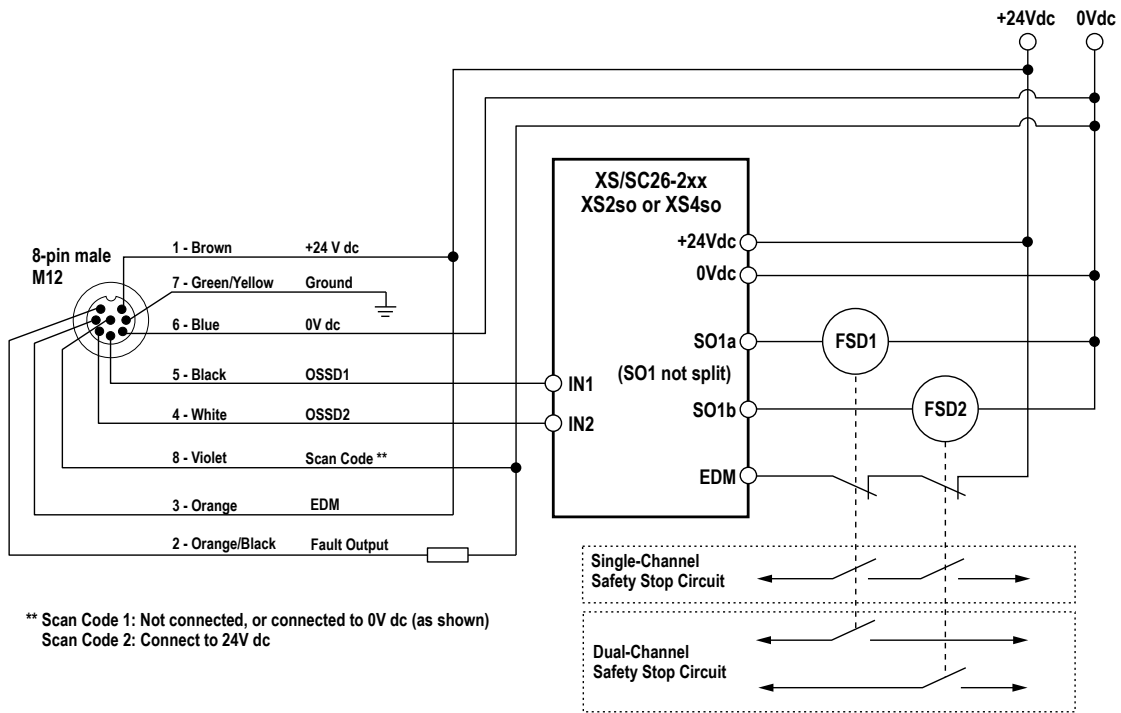 +24Vdc 0Vdc
XS/SC26-2xx
XS2so or XS4so
+24Vdc
0Vdc
SO1a
(SO1 not split)
SO1b
EDM
IN1
IN2
FSD1
FSD2
8-pin male
M12
1 - Brown +24 V dc
7 - Green/Yellow Ground
6 - Blue 0V dc
5 - Black OSSD1
4 - White OSSD2
8 - Violet Scan Code **
3 - Orange EDM
2 - Orange/Black Fault Output
Single-Channel
Safety Stop Circuit
Dual-Channel
Safety Stop Circuit
** Scan Code 1: Not connected, or connected to 0V dc (as shown)
Scan Code 2: Connect to 24V dc